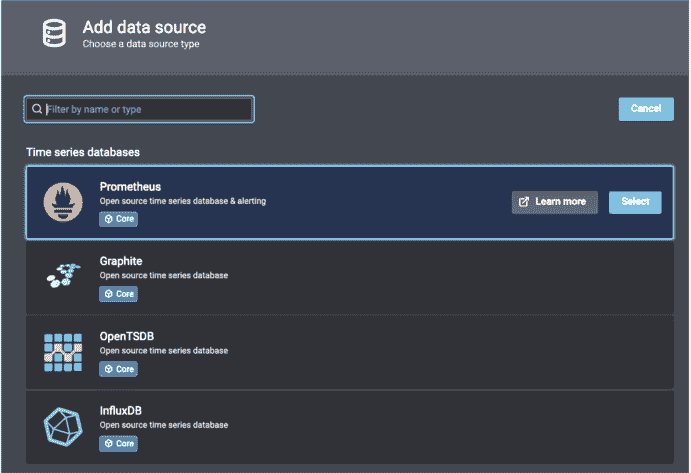 Add data source
Choose a data source type
Filter by name or type
Cancel
Time series databases
Prometheus
Open source time series database & alerting
Core
Learn more
Select
Graphite
Open source time series database
Core
OpenTSDB
Open source time series database
Core
InfluxDB
Open source time series database
Core